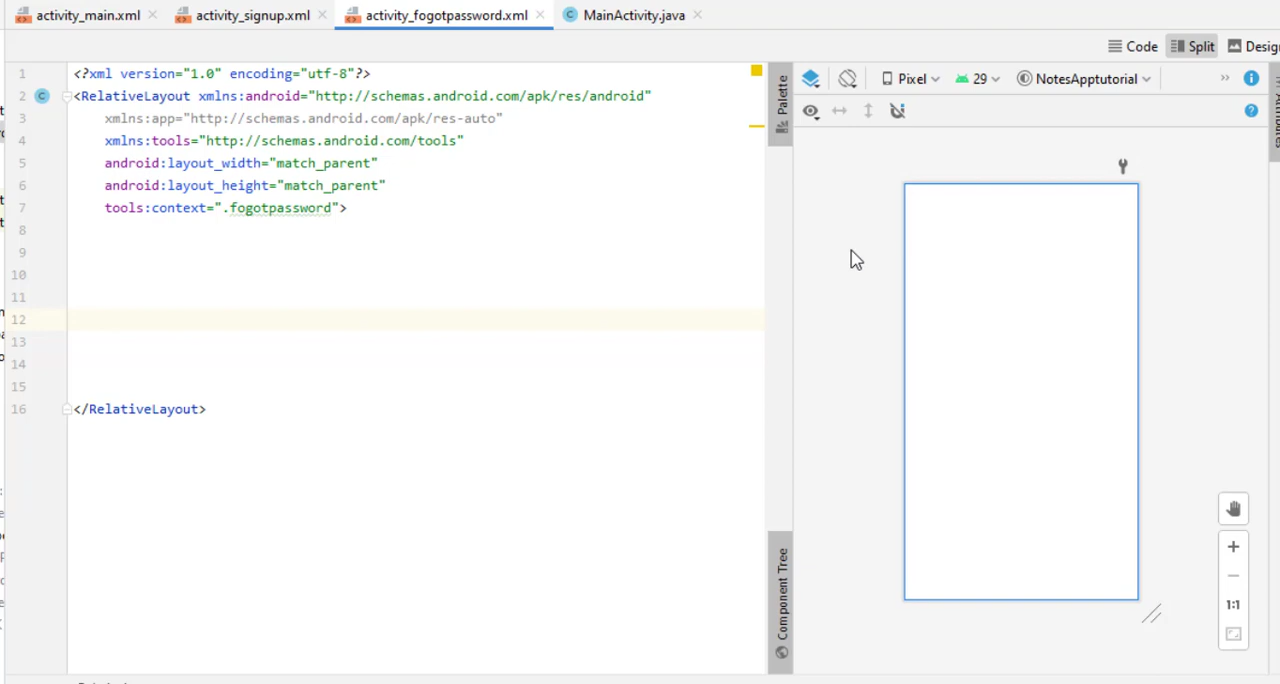 activity_main.xml activity_signup.xml activity_fogotpassword.xml MainActivity.java
Code Split Desig
Palette Pixel 29 NotesApptutorial
Attributes
1 <?xml version="1.0" encoding="utf-8"?>
2 <RelativeLayout xmlns:android="http://schemas.android.com/apk/res/android"
3 xmlns:app="http://schemas.android.com/apk/res-auto"
4 xmlns:tools="http://schemas.android.com/tools"
5 android:layout_width="match_parent"
6 android:layout_height="match_parent"
7 tools:context=".fogotpassword">
8
9
10
11
12
13
14
15
16 </RelativeLayout>
Component Tree
1:1